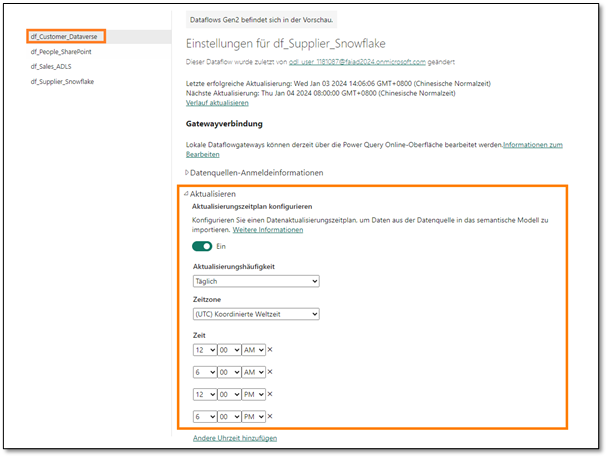 Dataflows Gen2 befindet sich in der Vorschau.
df_Customer_Dataverse
df_People_SharePoint
df_Sales_ADLS
df_Supplier_Snowflake
Einstellungen für df_Supplier_Snowflake
Dieser Dataflow wurde zuletzt von odl_user_1181087@faiad2024.onmicrosoft.com geändert
Letzte erfolgreiche Aktualisierung: Wed Jan 03 2024 14:06:06 GMT+0800 (Chinesische Normalzeit)
Nächste Aktualisierung: Thu Jan 04 2024 08:00:00 GMT+0800 (Chinesische Normalzeit)
Verlauf aktualisieren
Gatewayverbindung
Lokale Dataflowgateways können derzeit über die Power Query Online-Oberfläche bearbeitet werden.Informationen zum
Bearbeiten
Datenquellen-Anmeldeinformationen
Aktualisieren
Aktualisierungszeitplan konfigurieren
Konfigurieren Sie einen Datenaktualisierungszeitplan, um Daten aus der Datenquelle in das semantische Modell zu
importieren. Weitere Informationen
Ein
Aktualisierungshäufigkeit
Täglich
Zeitzone
(UTC) Koordinierte Weltzeit
Zeit
12 00 AM
6 00 AM
12 00 PM
6 00 PM
Andere Uhrzeit hinzufügen